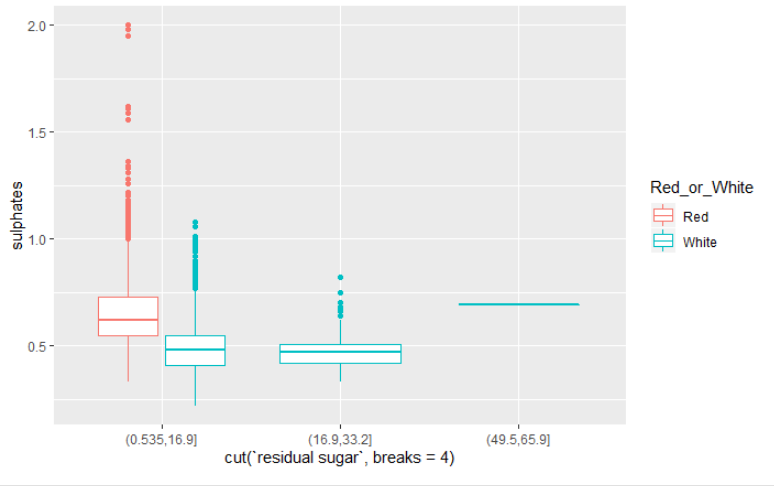 2.0
1.5
1.0
0.5
sulphates
(0.535,16.9]
(16.9,33.2]
(49.5,65.9]
cut(`residual sugar`, breaks = 4)
Red_or_White
Red
White